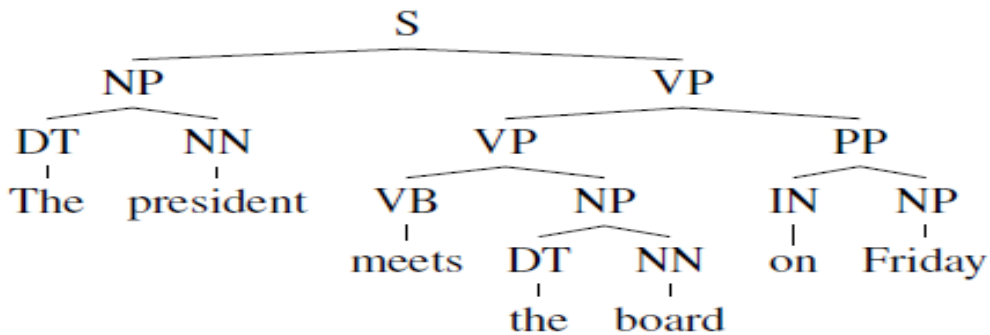 S
NP VP
DT NN VP PP
The president VB NP IN NP
meets DT NN on Friday
the board